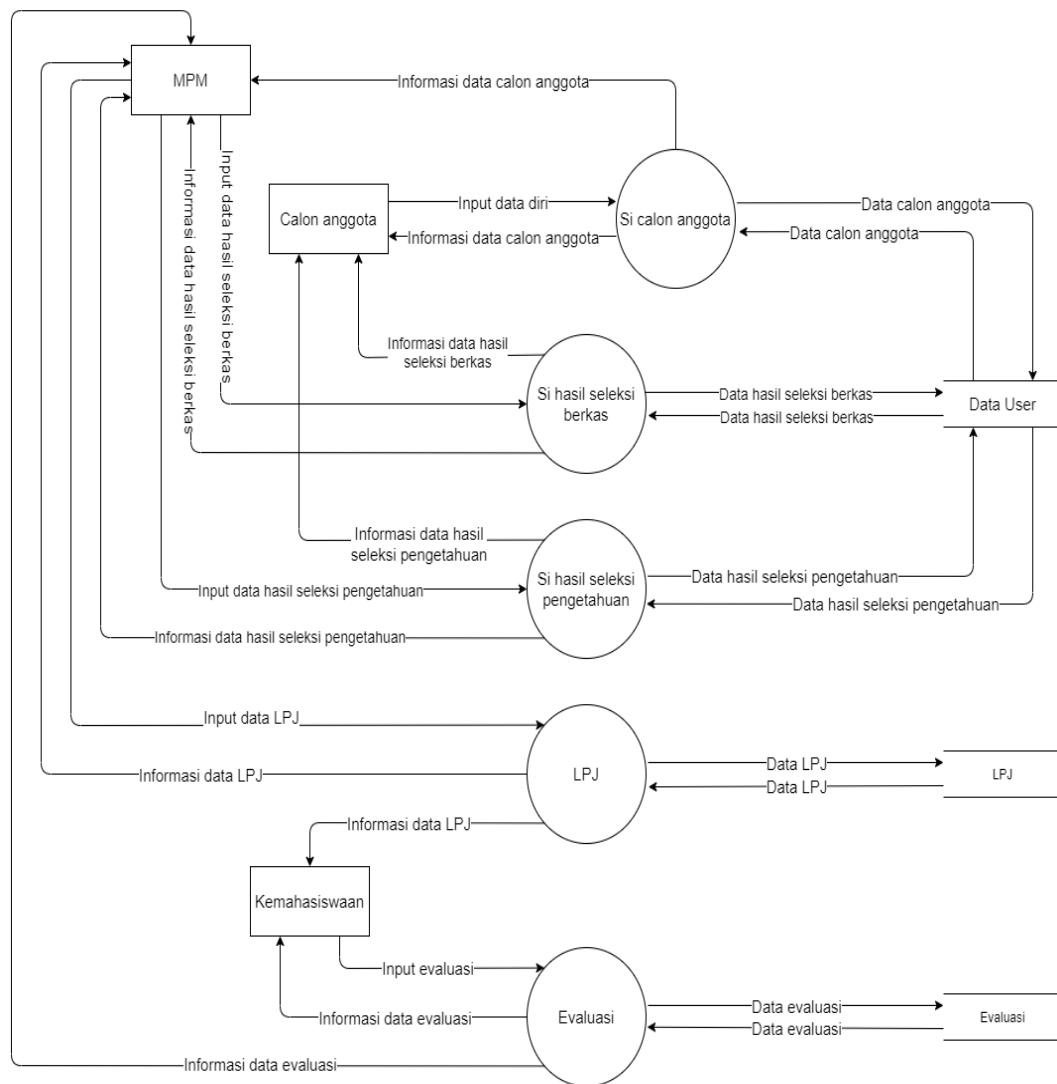 MPM
Informasi data calon anggota
Input data hasil seleksi berkas
Informasi data hasil seleksi berkas
Calon anggota
Input data diri
Informasi data calon anggota
Si calon anggota
Data calon anggota
Data calon anggota
Informasi data hasil
seleksi berkas
Si hasil seleksi
berkas
Data hasil seleksi berkas
Data hasil seleksi berkas
Data User
Informasi data hasil
seleksi pengetahuan
Input data hasil seleksi pengetahuan
Informasi data hasil seleksi pengetahuan
Si hasil seleksi
pengetahuan
Data hasil seleksi pengetahuan
Data hasil seleksi pengetahuan
Input data LPJ
Informasi data LPJ
LPJ
Data LPJ
Data LPJ
LPJ
Informasi data LPJ
Kemahasiswaan
Input evaluasi
Informasi data evaluasi
Evaluasi
Data evaluasi
Data evaluasi
Evaluasi
Informasi data evaluasi